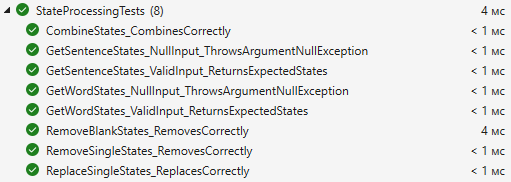 StateProcessingTests (8) 4 мс
CombineStates_CombinesCorrectly < 1 мс
GetSentenceStates_NullInput_ThrowsArgumentNullException < 1 мс
GetSentenceStates_ValidInput_ReturnsExpectedStates < 1 мс
GetWordStates_NullInput_ThrowsArgumentNullException < 1 мс
GetWordStates_ValidInput_ReturnsExpectedStates < 1 мс
RemoveBlankStates_RemovesCorrectly 4 мс
RemoveSingleStates_RemovesCorrectly < 1 мс
ReplaceSingleStates_ReplacesCorrectly < 1 мс